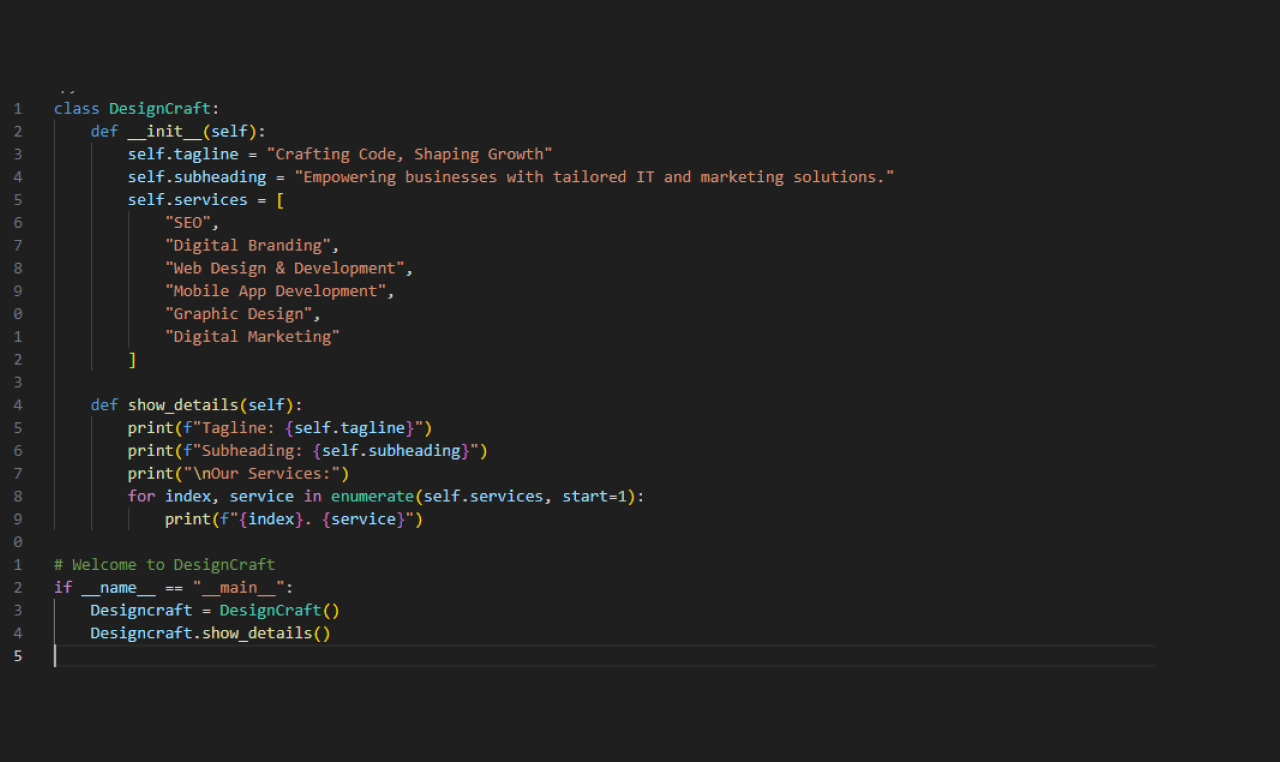 1 class DesignCraft:
2     def __init__(self):
3         self.tagline = "Crafting Code, Shaping Growth"
4         self.subheading = "Empowering businesses with tailored IT and marketing solutions."
5         self.services = [
6             "SEO",
7             "Digital Branding",
8             "Web Design & Development",
9             "Mobile App Development",
0             "Graphic Design",
1             "Digital Marketing"
2         ]
3
4     def show_details(self):
5         print(f"Tagline: {self.tagline}")
6         print(f"Subheading: {self.subheading}")
7         print("\nOur Services:")
8         for index, service in enumerate(self.services, start=1):
9             print(f"{index}. {service}")
0
1 # Welcome to DesignCraft
2 if __name__ == "__main__":
3     Designcraft = DesignCraft()
4     Designcraft.show_details()
5